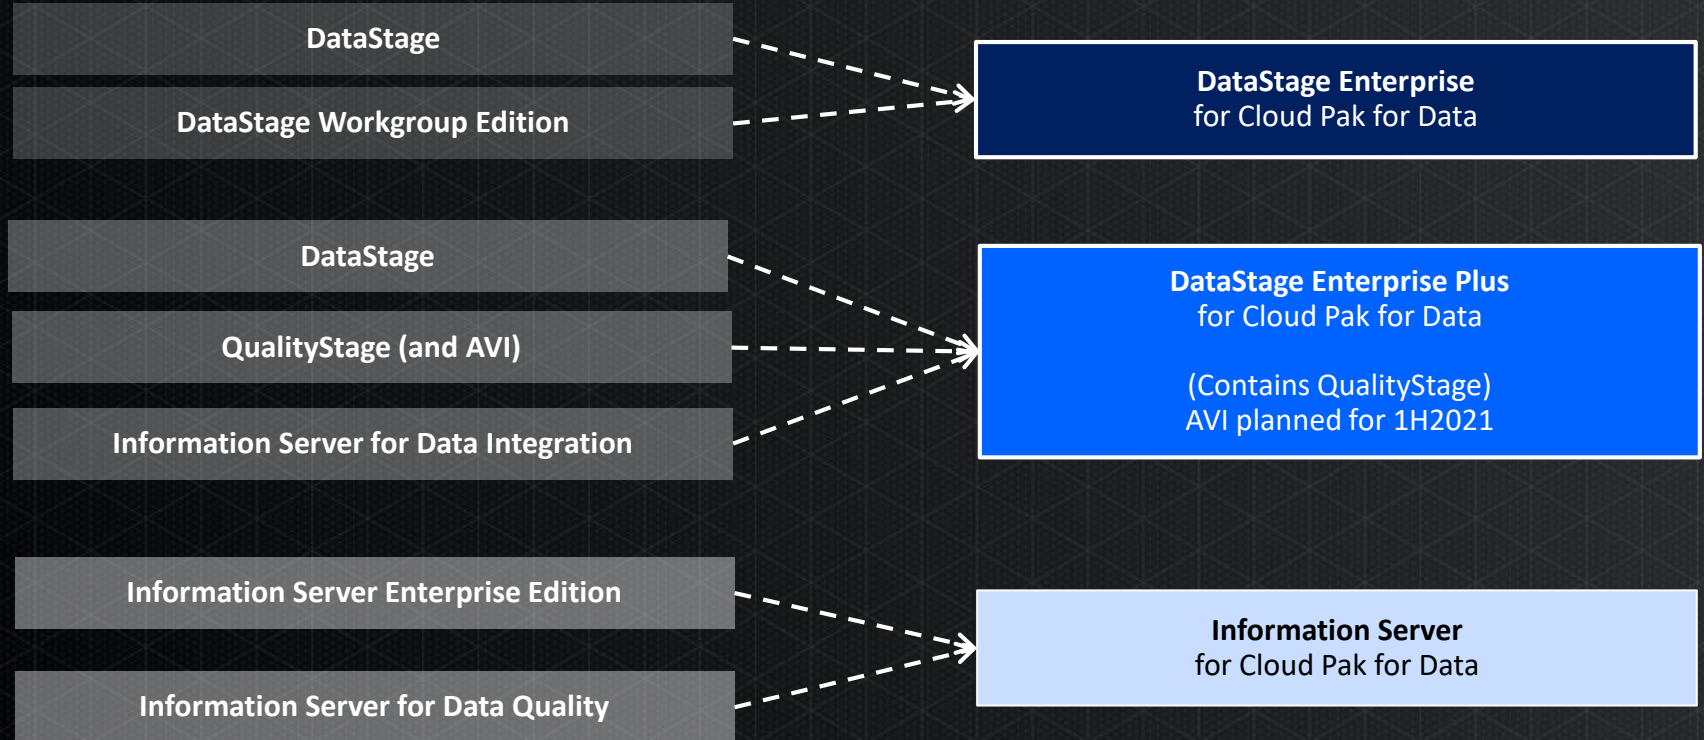 DataStage
DataStage Workgroup Edition
DataStage Enterprise
for Cloud Pak for Data
DataStage
QualityStage (and AVI)
Information Server for Data Integration
DataStage Enterprise Plus
for Cloud Pak for Data
(Contains QualityStage)
AVI planned for 1H2021
Information Server Enterprise Edition
Information Server for Data Quality
Information Server
for Cloud Pak for Data